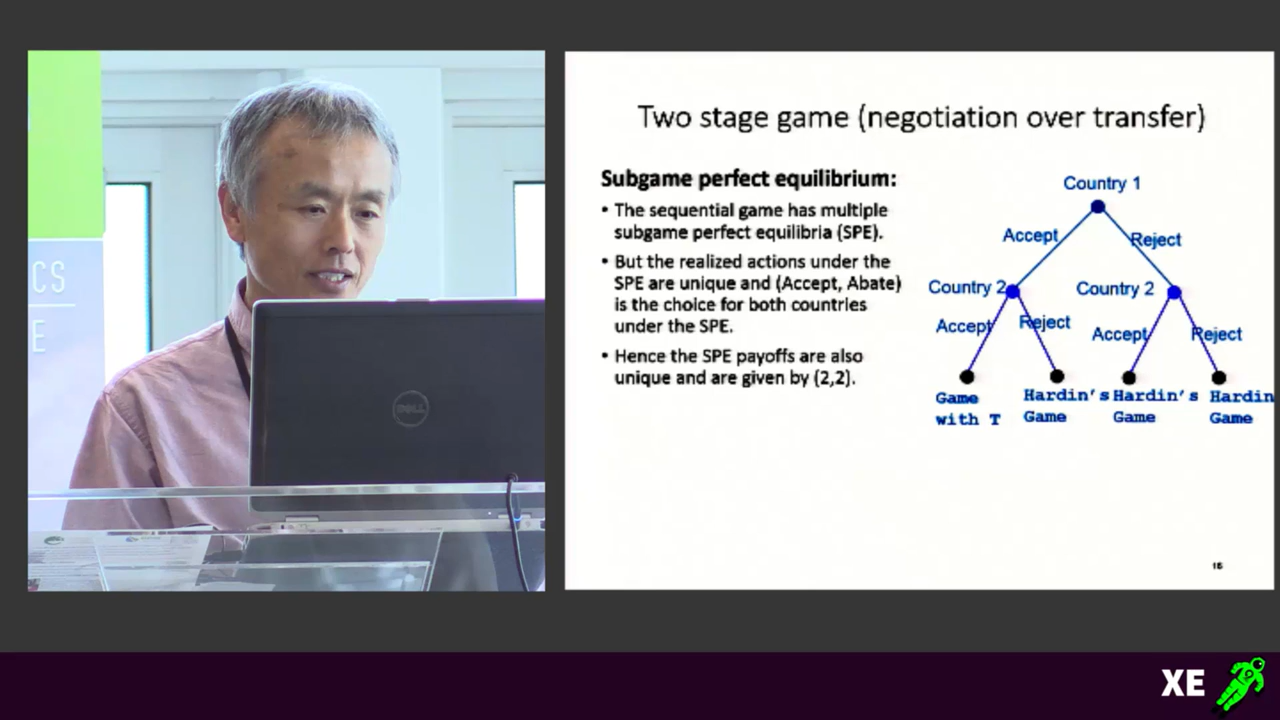 CS
E
DELL
Two stage game (negotiation over transfer)
Subgame perfect equilibrium:
• The sequential game has multiple
subgame perfect equilibria (SPE).
• But the realized actions under the
SPE are unique and (Accept, Abate)
is the choice for both countries
under the SPE.
• Hence the SPE payoffs are also
unique and are given by (2,2).
Country 1
Accept
Reject
Country 2
Country 2
Accept
Reject
Accept
Reject
Game
with T
Hardin's
Game
Hardin's
Game
Hardin
Game
XE